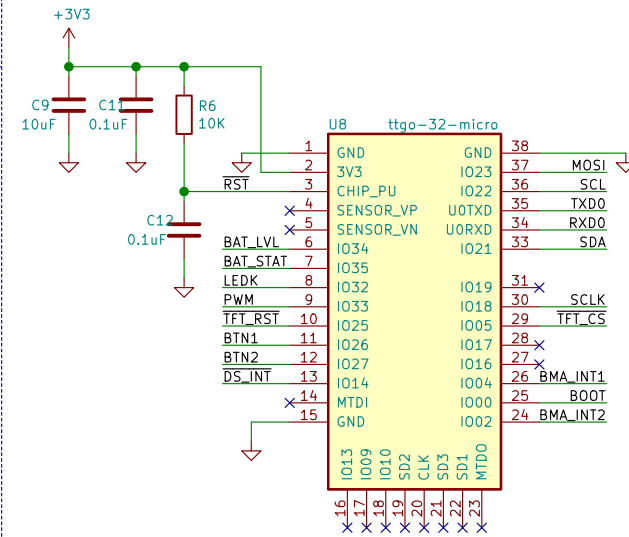 +3V3
C9
10uF
C11
0.1uF
R6
10K
C12
0.1uF
U8 ttgo-32-micro
1 GND GND 38
2 3V3 IO23 37 MOSI
RST 3 CHIP_PU IO22 36 SCL
4 SENSOR_VP U0TXD 35 TXD0
5 SENSOR_VN U0RXD 34 RXD0
BAT_LVL 6 IO34 IO21 33 SDA
BAT_STAT 7 IO35
LEDK 8 IO32 IO19 31
PWM 9 IO33 IO18 30 SCLK
TFT_RST 10 IO25 IO05 29 TFT_CS
BTN1 11 IO26 IO17 28
BTN2 12 IO27 IO16 27
DS_INT 13 IO14 IO04 26 BMA_INT1
14 MTDI IO00 25 BOOT
15 GND IO02 24 BMA_INT2
IO13 IO09 IO10 SD2 CLK SD3 SD1 MTDO
16 17 18 19 20 21 22 23